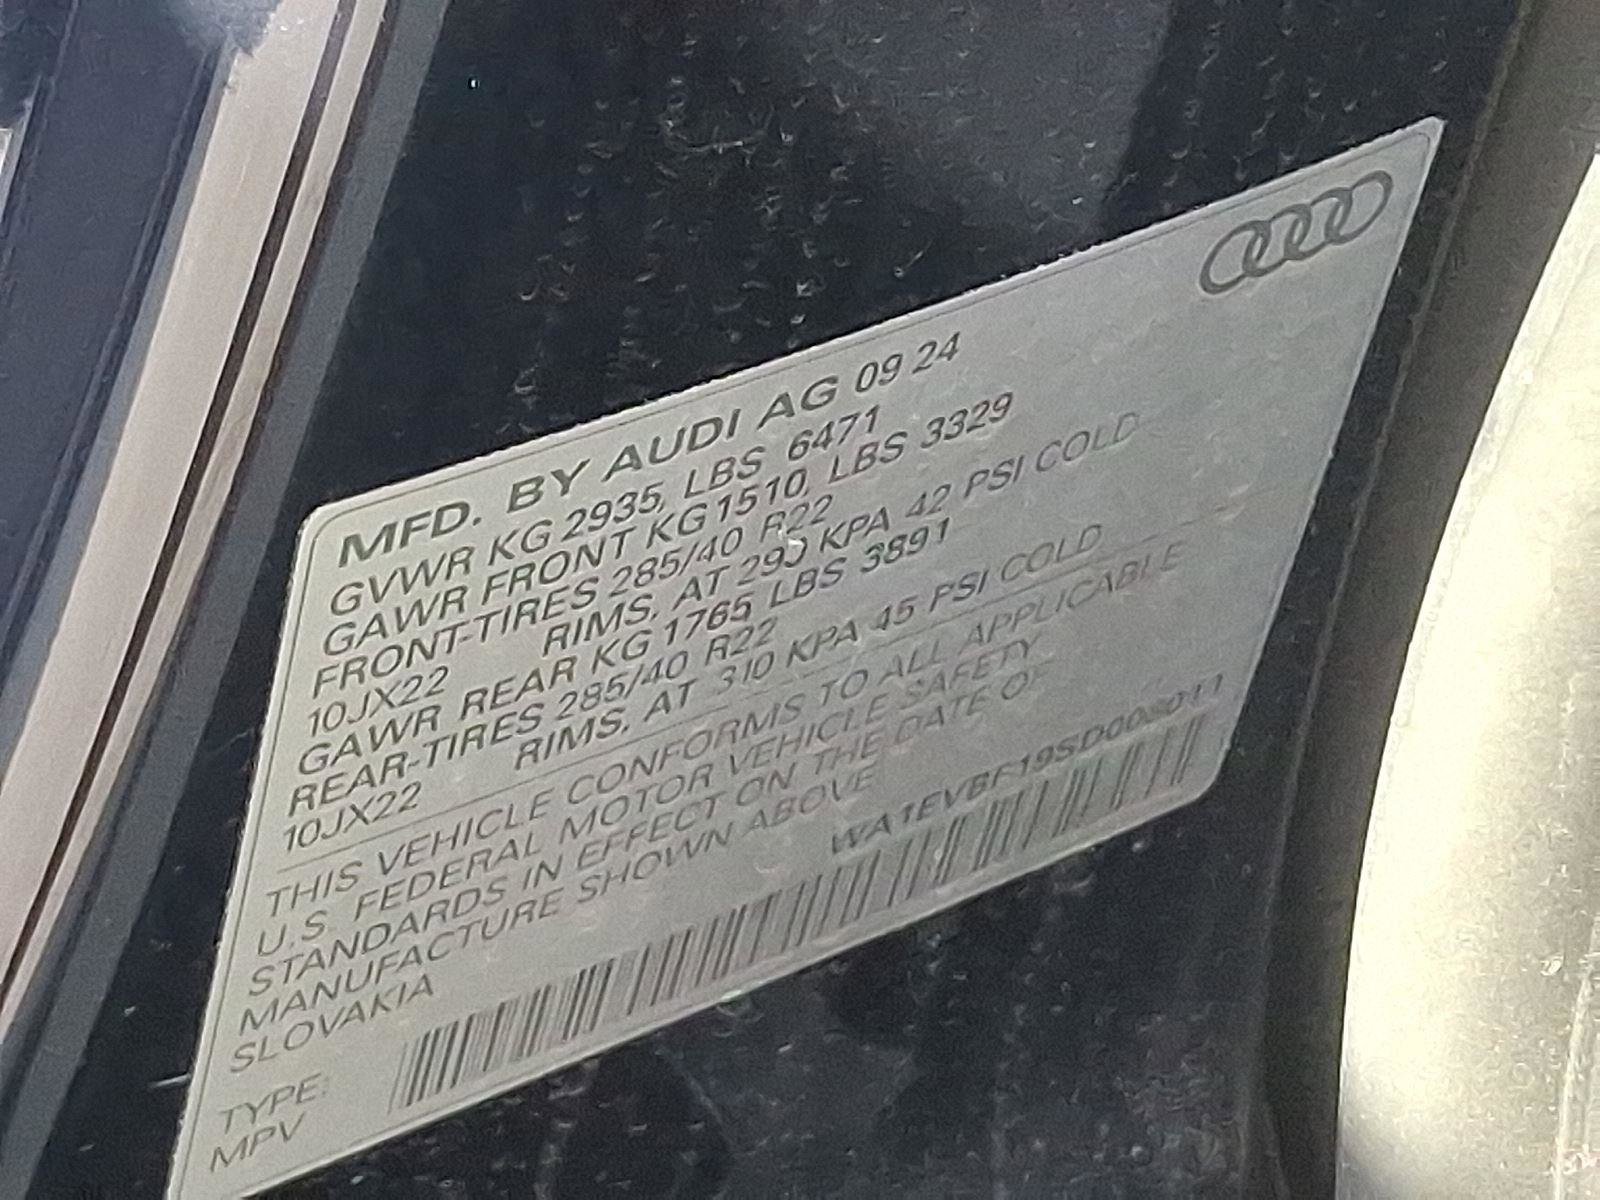 MFD. BY AUDI AG 09 24
GVWR KG 2935, LBS 6471
GAWR FRONT KG 1510, LBS 3329
FRONT-TIRES 285/40 R22
10JX22 RIMS, AT 290 KPA 42 PSI COLD
GAWR REAR KG 1765 LBS 3891
REAR-TIRES 285/40 R22
10JX22 RIMS, AT 310 KPA 45 PSI COLD
THIS VEHICLE CONFORMS TO ALL APPLICABLE
U.S. FEDERAL MOTOR VEHICLE SAFETY
STANDARDS IN EFFECT ON THE DATE OF
MANUFACTURE SHOWN ABOVE
SLOVAKIA
TYPE:
MPV